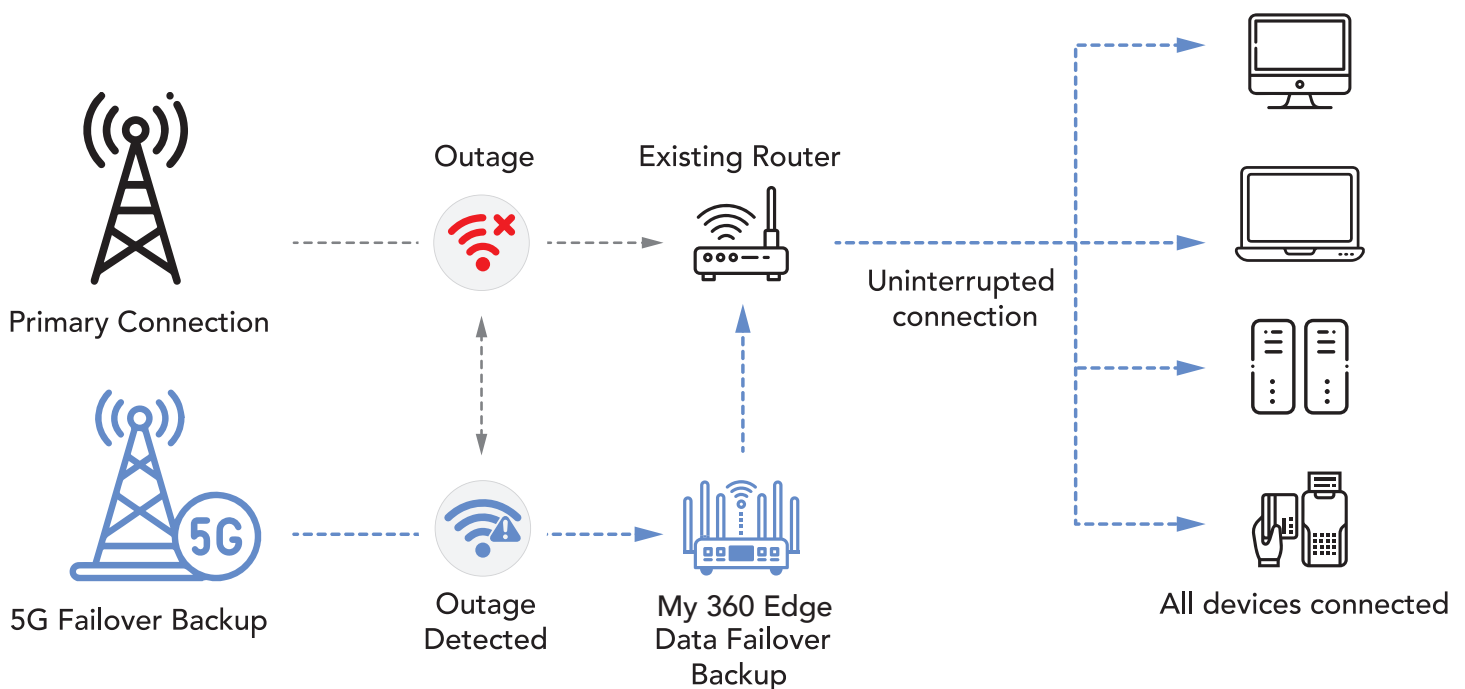 Outage
Existing Router
Primary Connection
Uninterrupted
connection
5G
5G Failover Backup
Outage
Detected
My 360 Edge
Data Failover
Backup
All devices connected